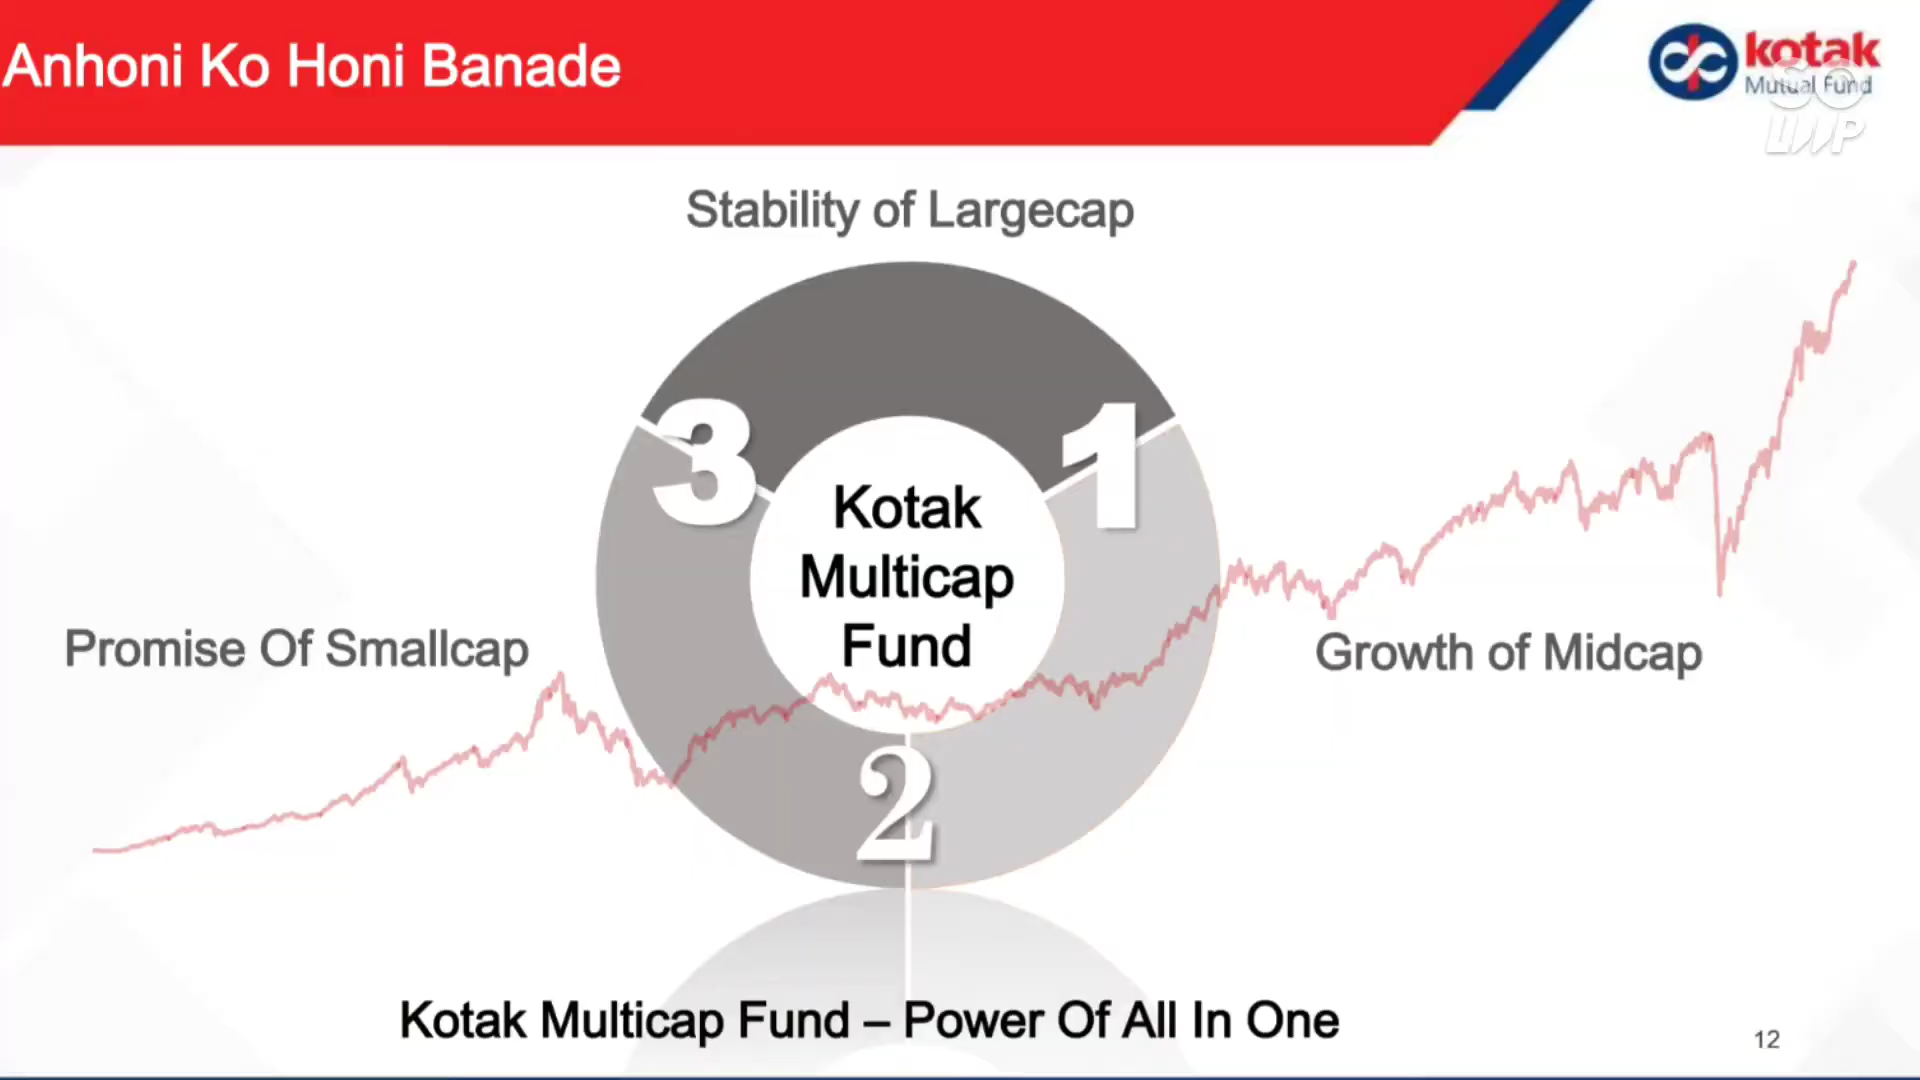 Anhoni Ko Honi Banade
kotak
Mutual Fund
Stability of Largecap
3
1
Kotak
Multicap
Fund
Promise Of Smallcap
Growth of Midcap
2
Kotak Multicap Fund – Power Of All In One
12